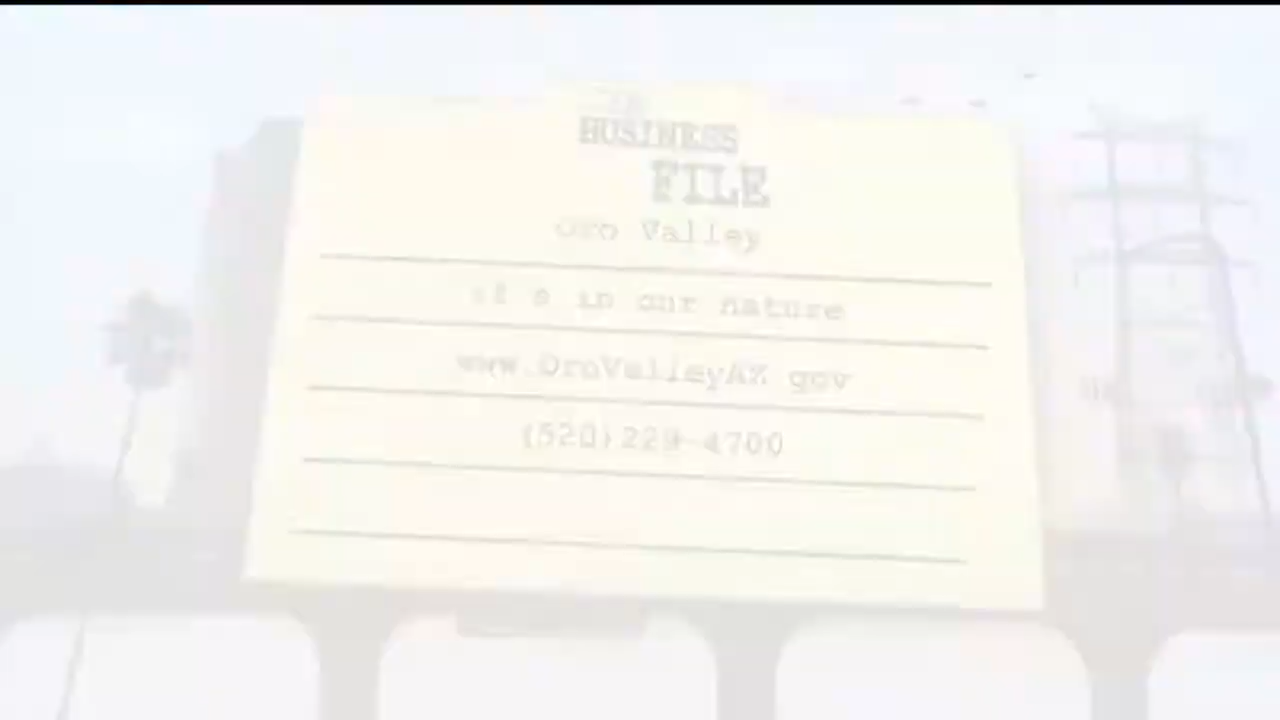 BUSINESS
FILE
Oro Valley
it's in our nature
www.OroValleyAZ.gov
(520)229-4700